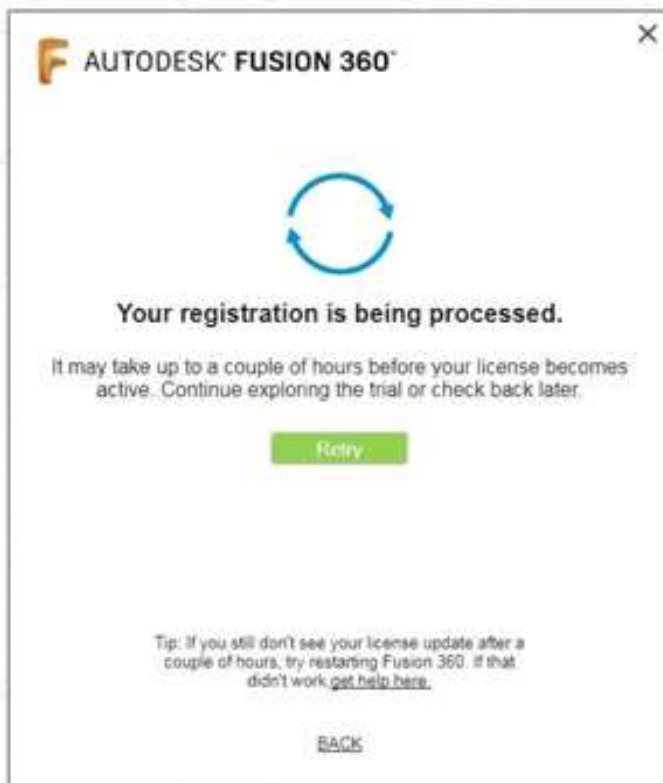 AUTODESK® FUSION 360™
Your registration is being processed.
It may take up to a couple of hours before your license becomes
active. Continue exploring the trial or check back later.
Retry
Tip: If you still don't see your license update after a
couple of hours, try restarting Fusion 360. If that
didn't work get help here.
BACK